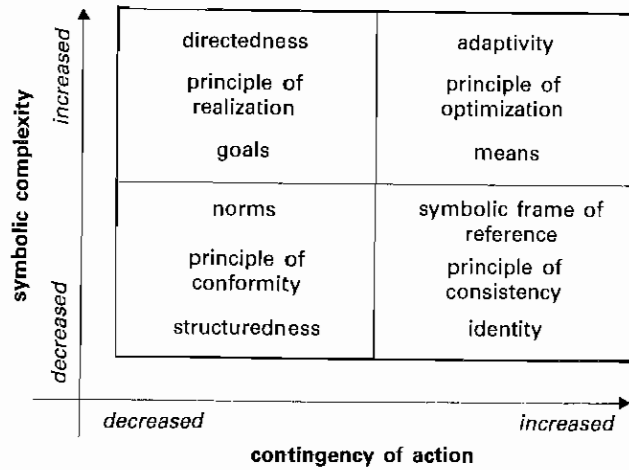 directedness
adaptivity
principle of
realization
principle of
optimization
goals
means
norms
symbolic frame of
reference
principle of
conformity
principle of
consistency
structuredness
identity
symbolic complexity
increased
decreased
decreased
increased
contingency of action